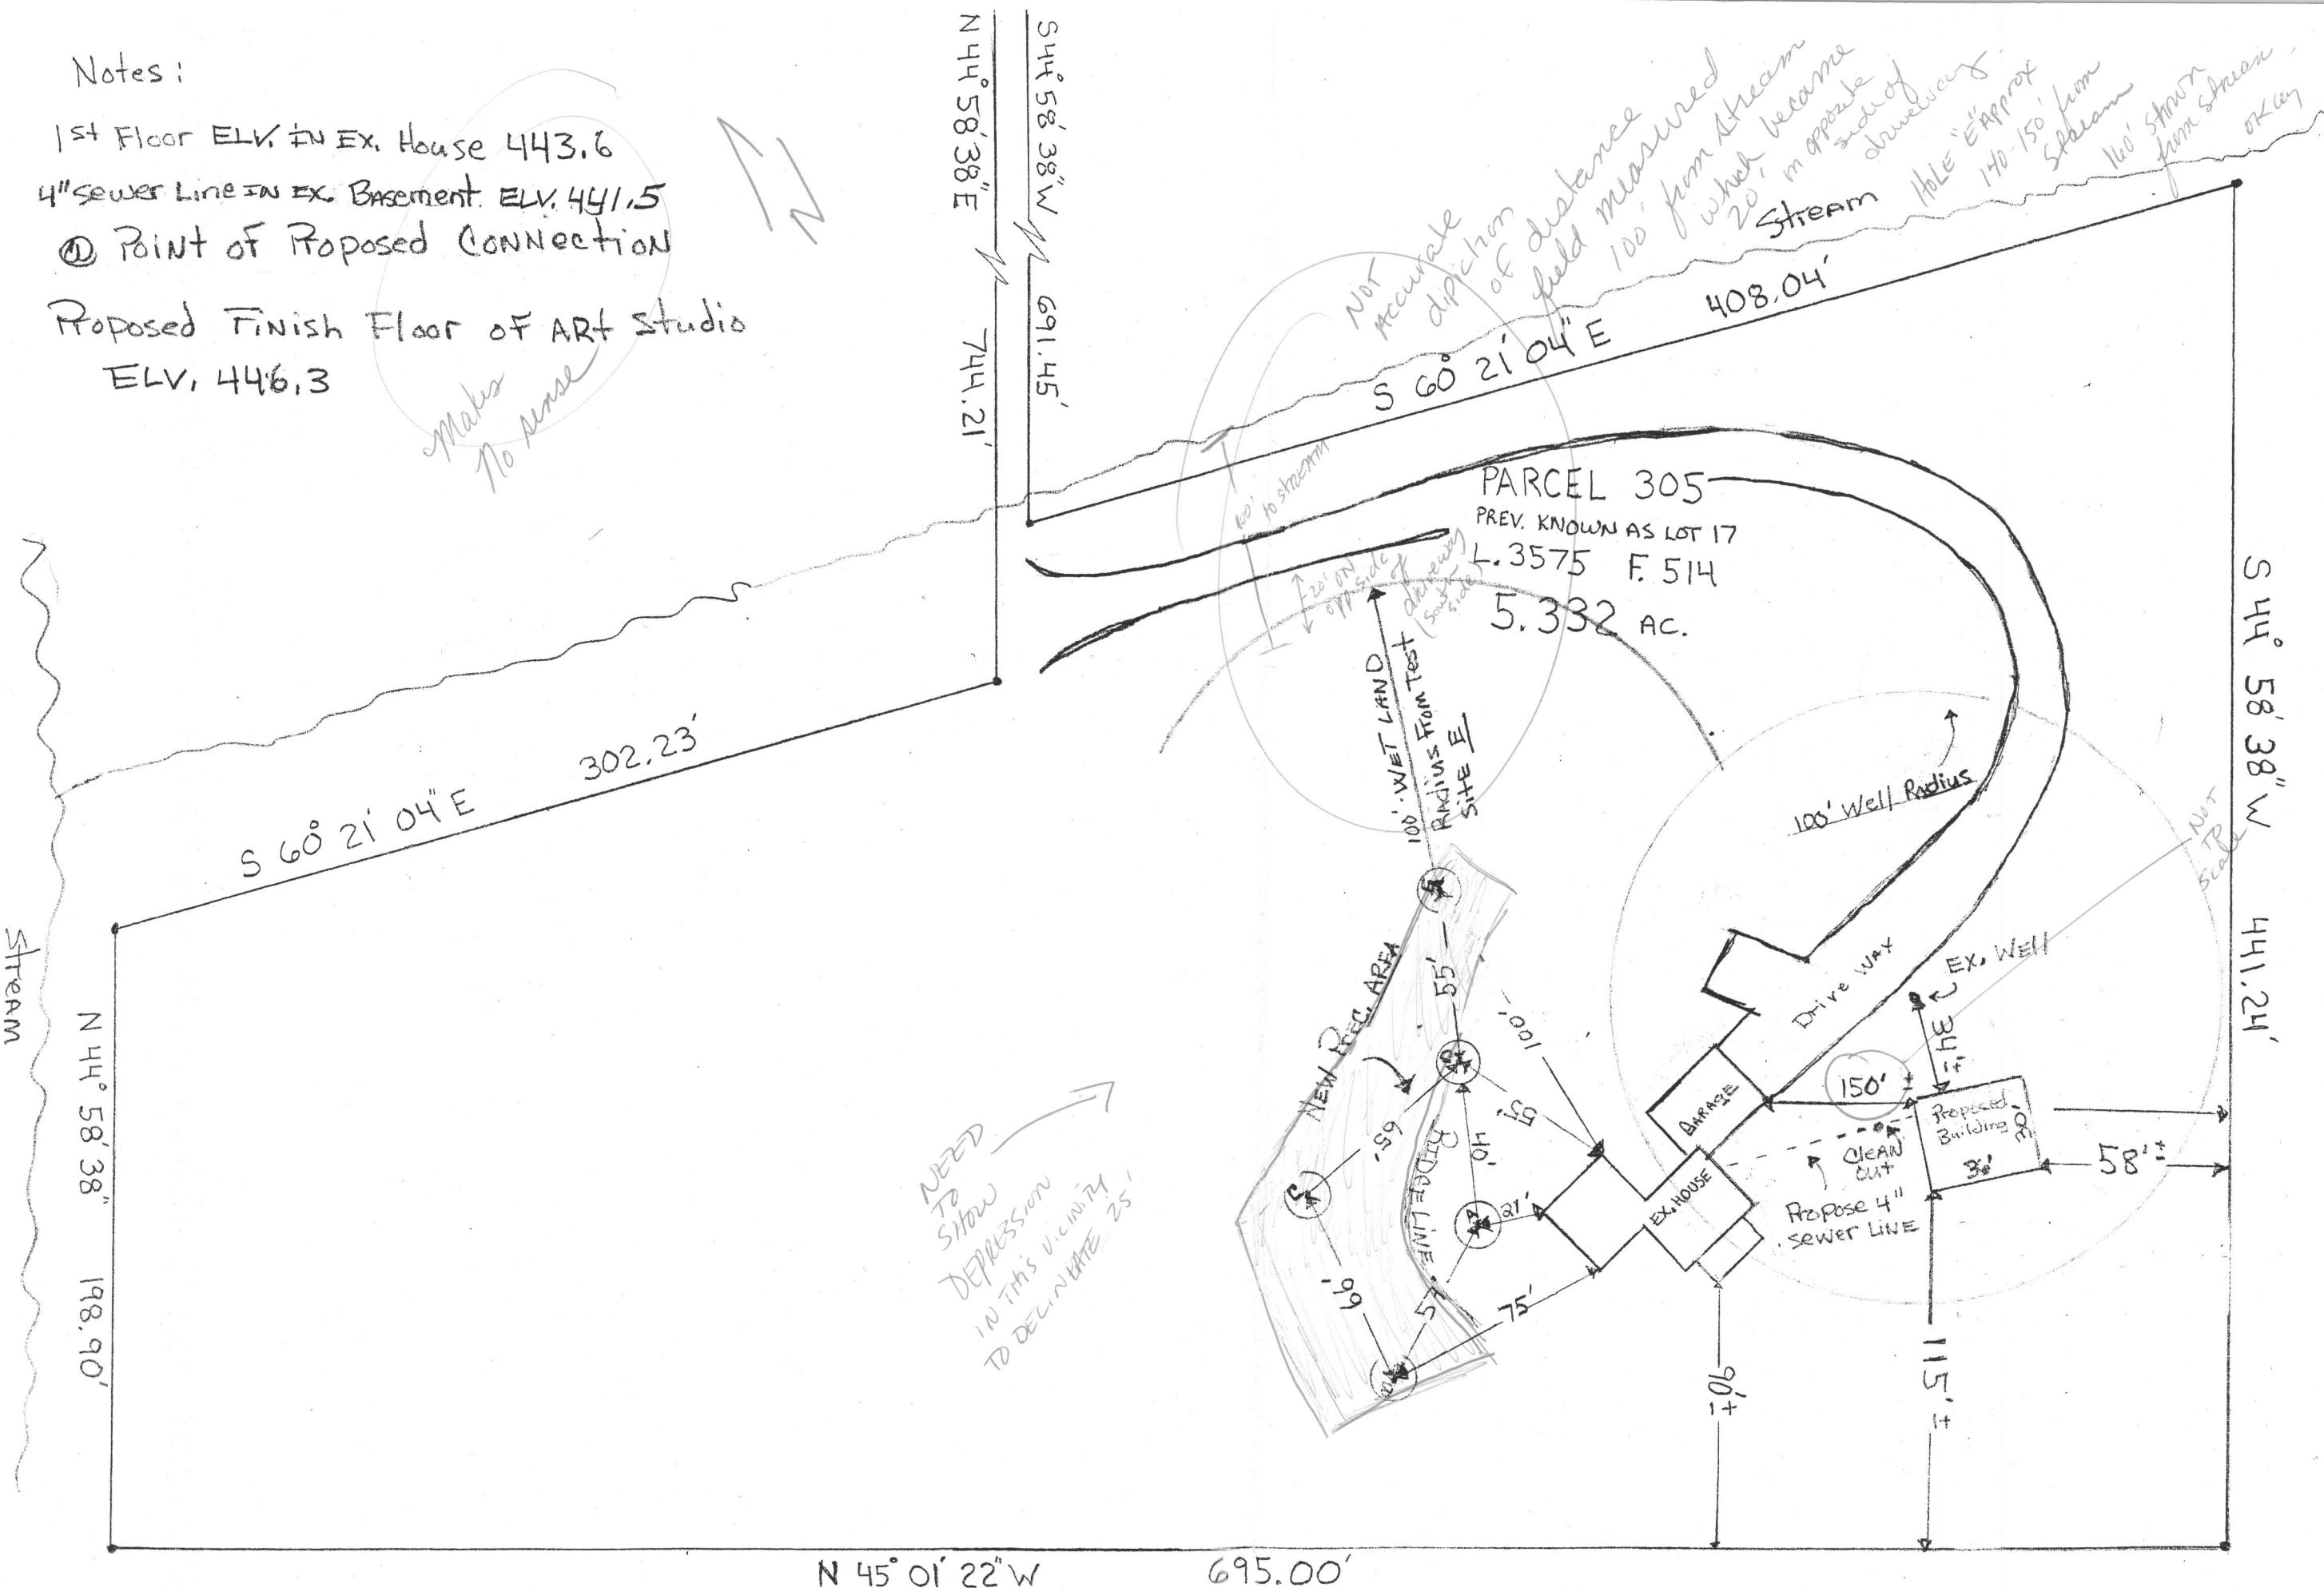 Notes:
1st Floor ELV. IN EX. House 443.6
4" Sewer Line IN EX. Basement ELV. 441.5
@ Point of Proposed Connection
Proposed Finish Floor of Art Studio
ELV. 446.3
Makes
No sense
N
N 44° 58' 38" E 744.21'
S 44° 58' 38" W 691.45'
Not
Accurate
dipiction
of distance
field measured
100' from stream
which became
20' on opposite
side of
driveway.
Stream
HOLE "E" Approx
140-150' from
Stream
160' shown
from stream.
okay
S 60° 21' 04" E 408.04'
100'
to stream
20' ON
opp side
of
driveway
(South
side)
PARCEL 305
PREV. KNOWN AS LOT 17
L. 3575 F. 514
5.332 AC.
100' WET LAND
Radius From Test
Site E
S 44° 58' 38" W 441.24'
100' Well Radius
Not
To
Scale
S 60° 21' 04" E 302.23'
Stream
N 44° 58' 38" 198.90'
New Rec. Area
55'
100'
55'
65'
40'
Ridge Line
C
A
21'
66'
57'
75'
Drive Way
Garage
Ex. House
Ex. Well
34' ±
150' ±
Proposed
Building
30'
36'
Clean
Out
Propose 4"
Sewer Line
58' ±
90' ±
115' ±
NEED
TO
SHOW
DEPRESSION
IN THIS VICINITY
TO DELINEATE 25'
N 45° 01' 22" W 695.00'